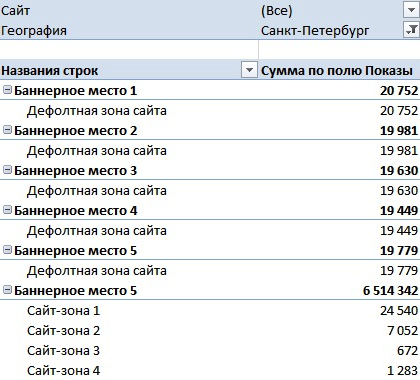 Сайт (Все)
География Санкт-Петербург
Названия строк Сумма по полю Показы
Баннерное место 1 20 752
Дефолтная зона сайта 20 752
Баннерное место 2 19 981
Дефолтная зона сайта 19 981
Баннерное место 3 19 630
Дефолтная зона сайта 19 630
Баннерное место 4 19 449
Дефолтная зона сайта 19 449
Баннерное место 5 19 779
Дефолтная зона сайта 19 779
Баннерное место 5 6 514 342
Сайт-зона 1 24 540
Сайт-зона 2 7 052
Сайт-зона 3 672
Сайт-зона 4 1 283